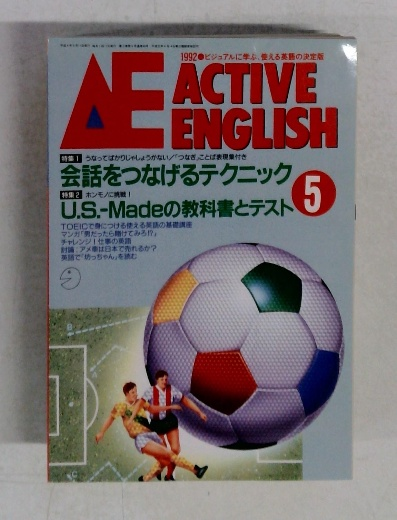 1992●ビジュアルに学ぶ、使える英語の決定版
AE ACTIVE
ENGLISH
特集1 うなってばかりじゃしょうがない/「つなぎ」ことば表現集付き
会話をつなげるテクニック
特集2 ホンモノに挑戦!
U.S.-Madeの教科書とテスト
5
TOEICで身につける使える英語の基礎講座
マンガ「男だったら賭けてみろ!?」
チャレンジ!仕事の英語
討論:アメ車は日本で売れるか?
英語で「坊っちゃん」を読む
B